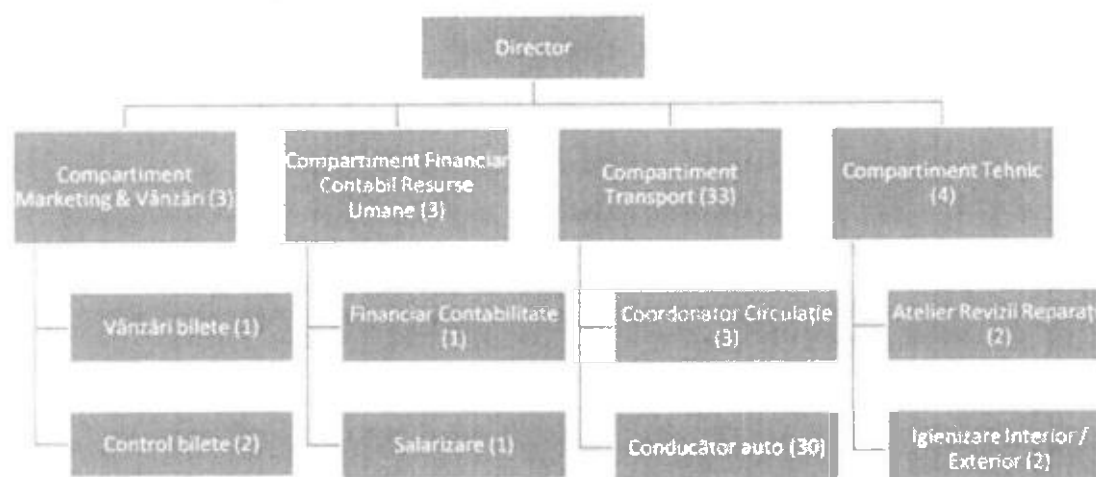 Director
Compartiment
Marketing & Vânzări (3)
Compartiment Financiar
Contabil Resurse
Umane (3)
Compartiment
Transport (33)
Compartiment Tehnic
(4)
Vânzări bilete (1)
Financiar Contabilitate
(1)
Coordonator Circulație
(3)
Atelier Revizii Reparați
(2)
Control bilete (2)
Salarizare (1)
Conducător auto (30)
Igienizare Interior /
Exterior (2)